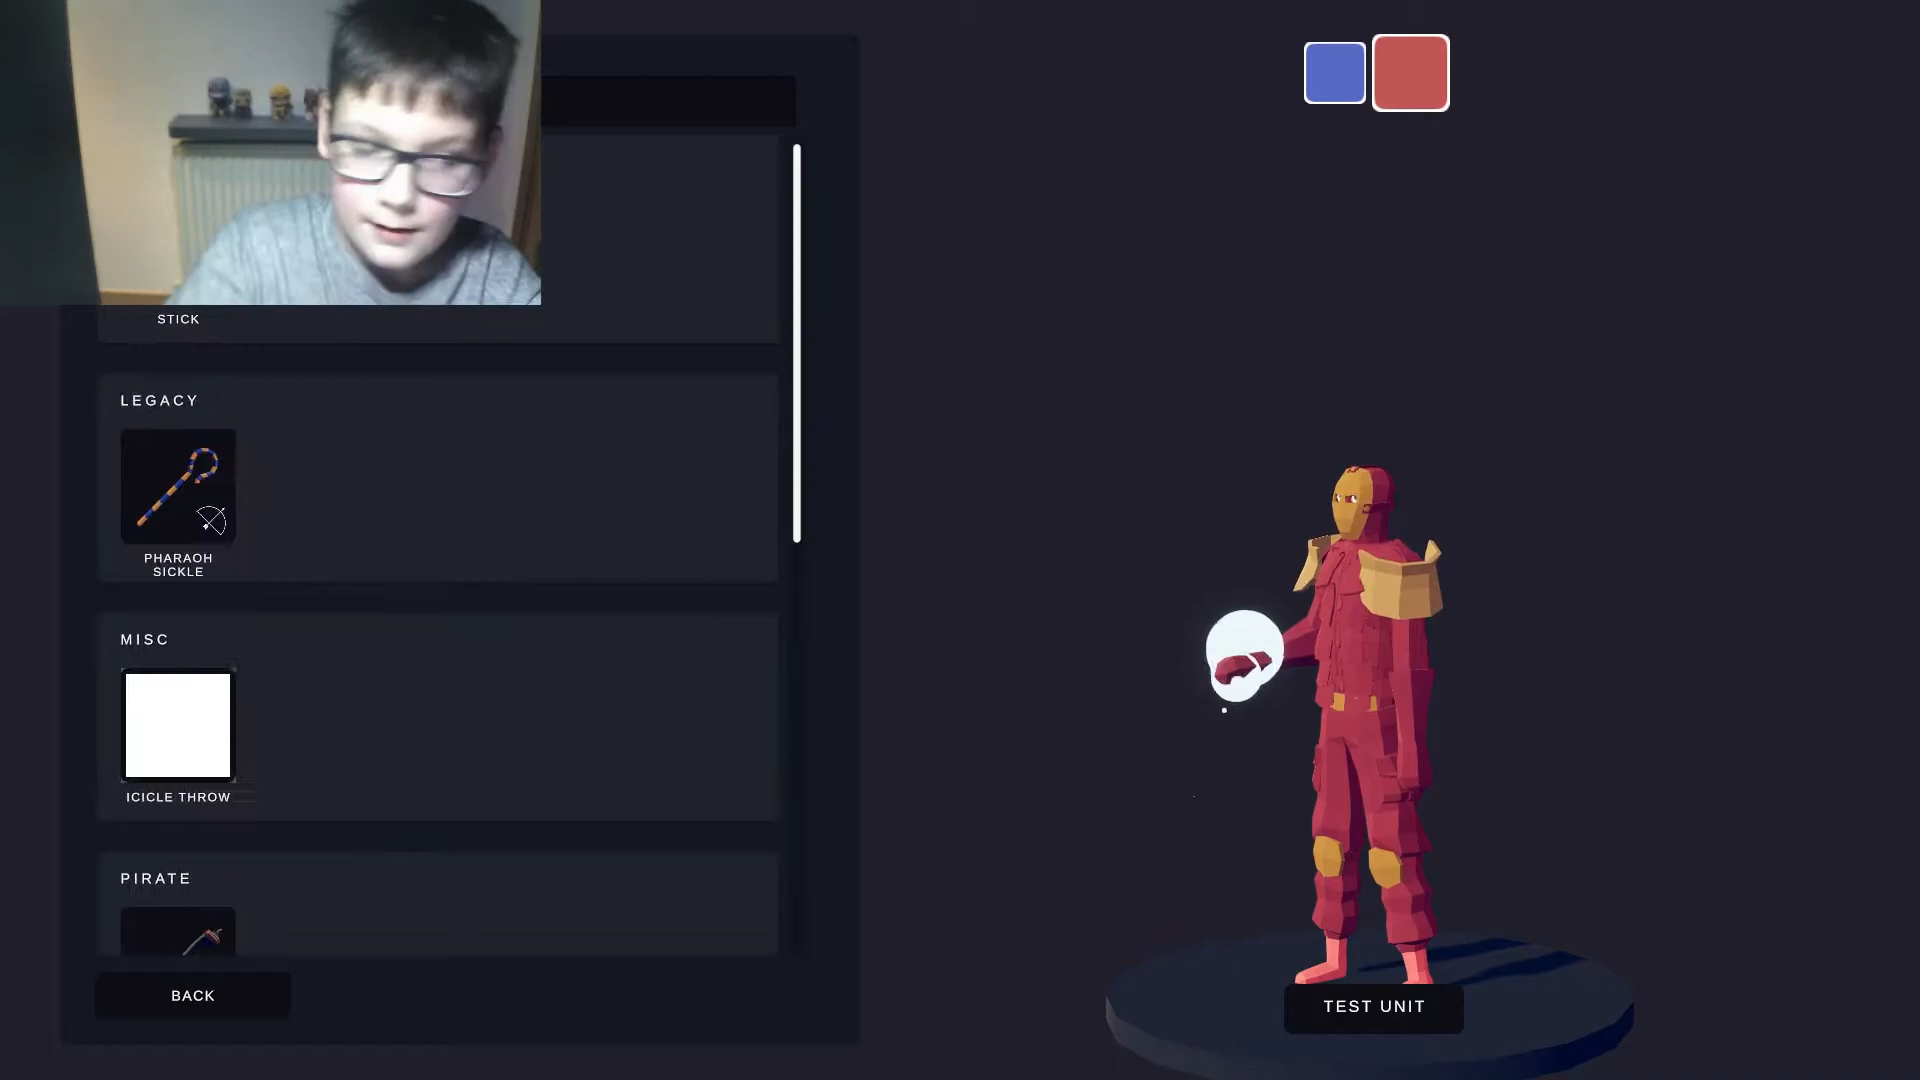 STICK
LEGACY
PHARAOH
SICKLE
MISC
ICICLE THROW
PIRATE
BACK
TEST UNIT